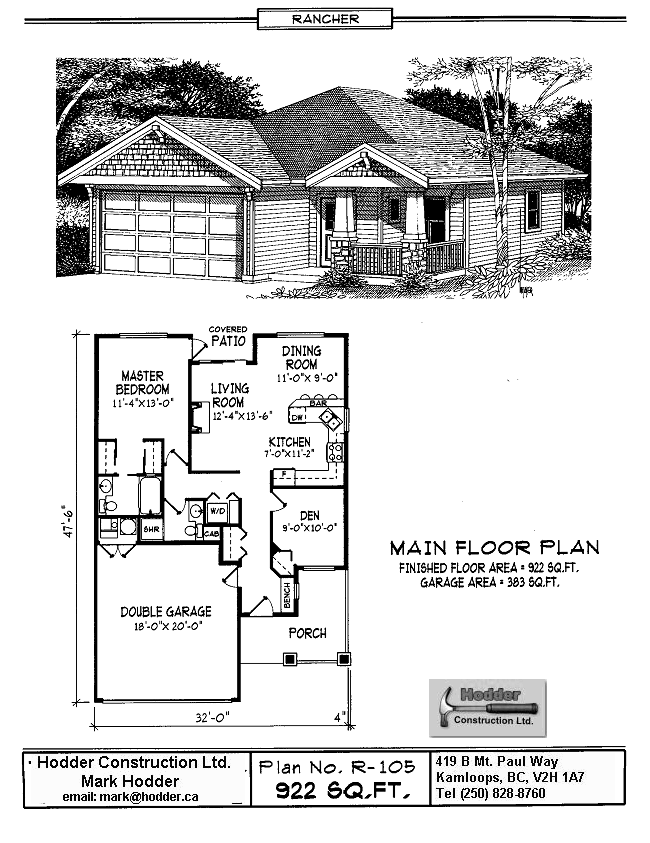 RANCHER
COVERED
PATIO
DINING
ROOM
11'-0"X 9'-0"
MASTER
BEDROOM
11'-4"X13'-0"
LIVING
ROOM
12'-4"X13'-6"
BAR
DW
KITCHEN
7'-0"X11'-2"
F
W/D
DEN
9'-0"X10'-0"
SHR
CAB
47'-6"
MAIN FLOOR PLAN
FINISHED FLOOR AREA = 922 SQ.FT.
GARAGE AREA = 383 SQ.FT.
BENCH
DOUBLE GARAGE
18'-0"X 20'-0"
PORCH
32'-0"
4"
Hodder
Construction Ltd.
Hodder Construction Ltd.
Mark Hodder
email: mark@hodder.ca
Plan No. R-105
922 SQ.FT.
419 B Mt. Paul Way
Kamloops, BC, V2H 1A7
Tel (250) 828-8760